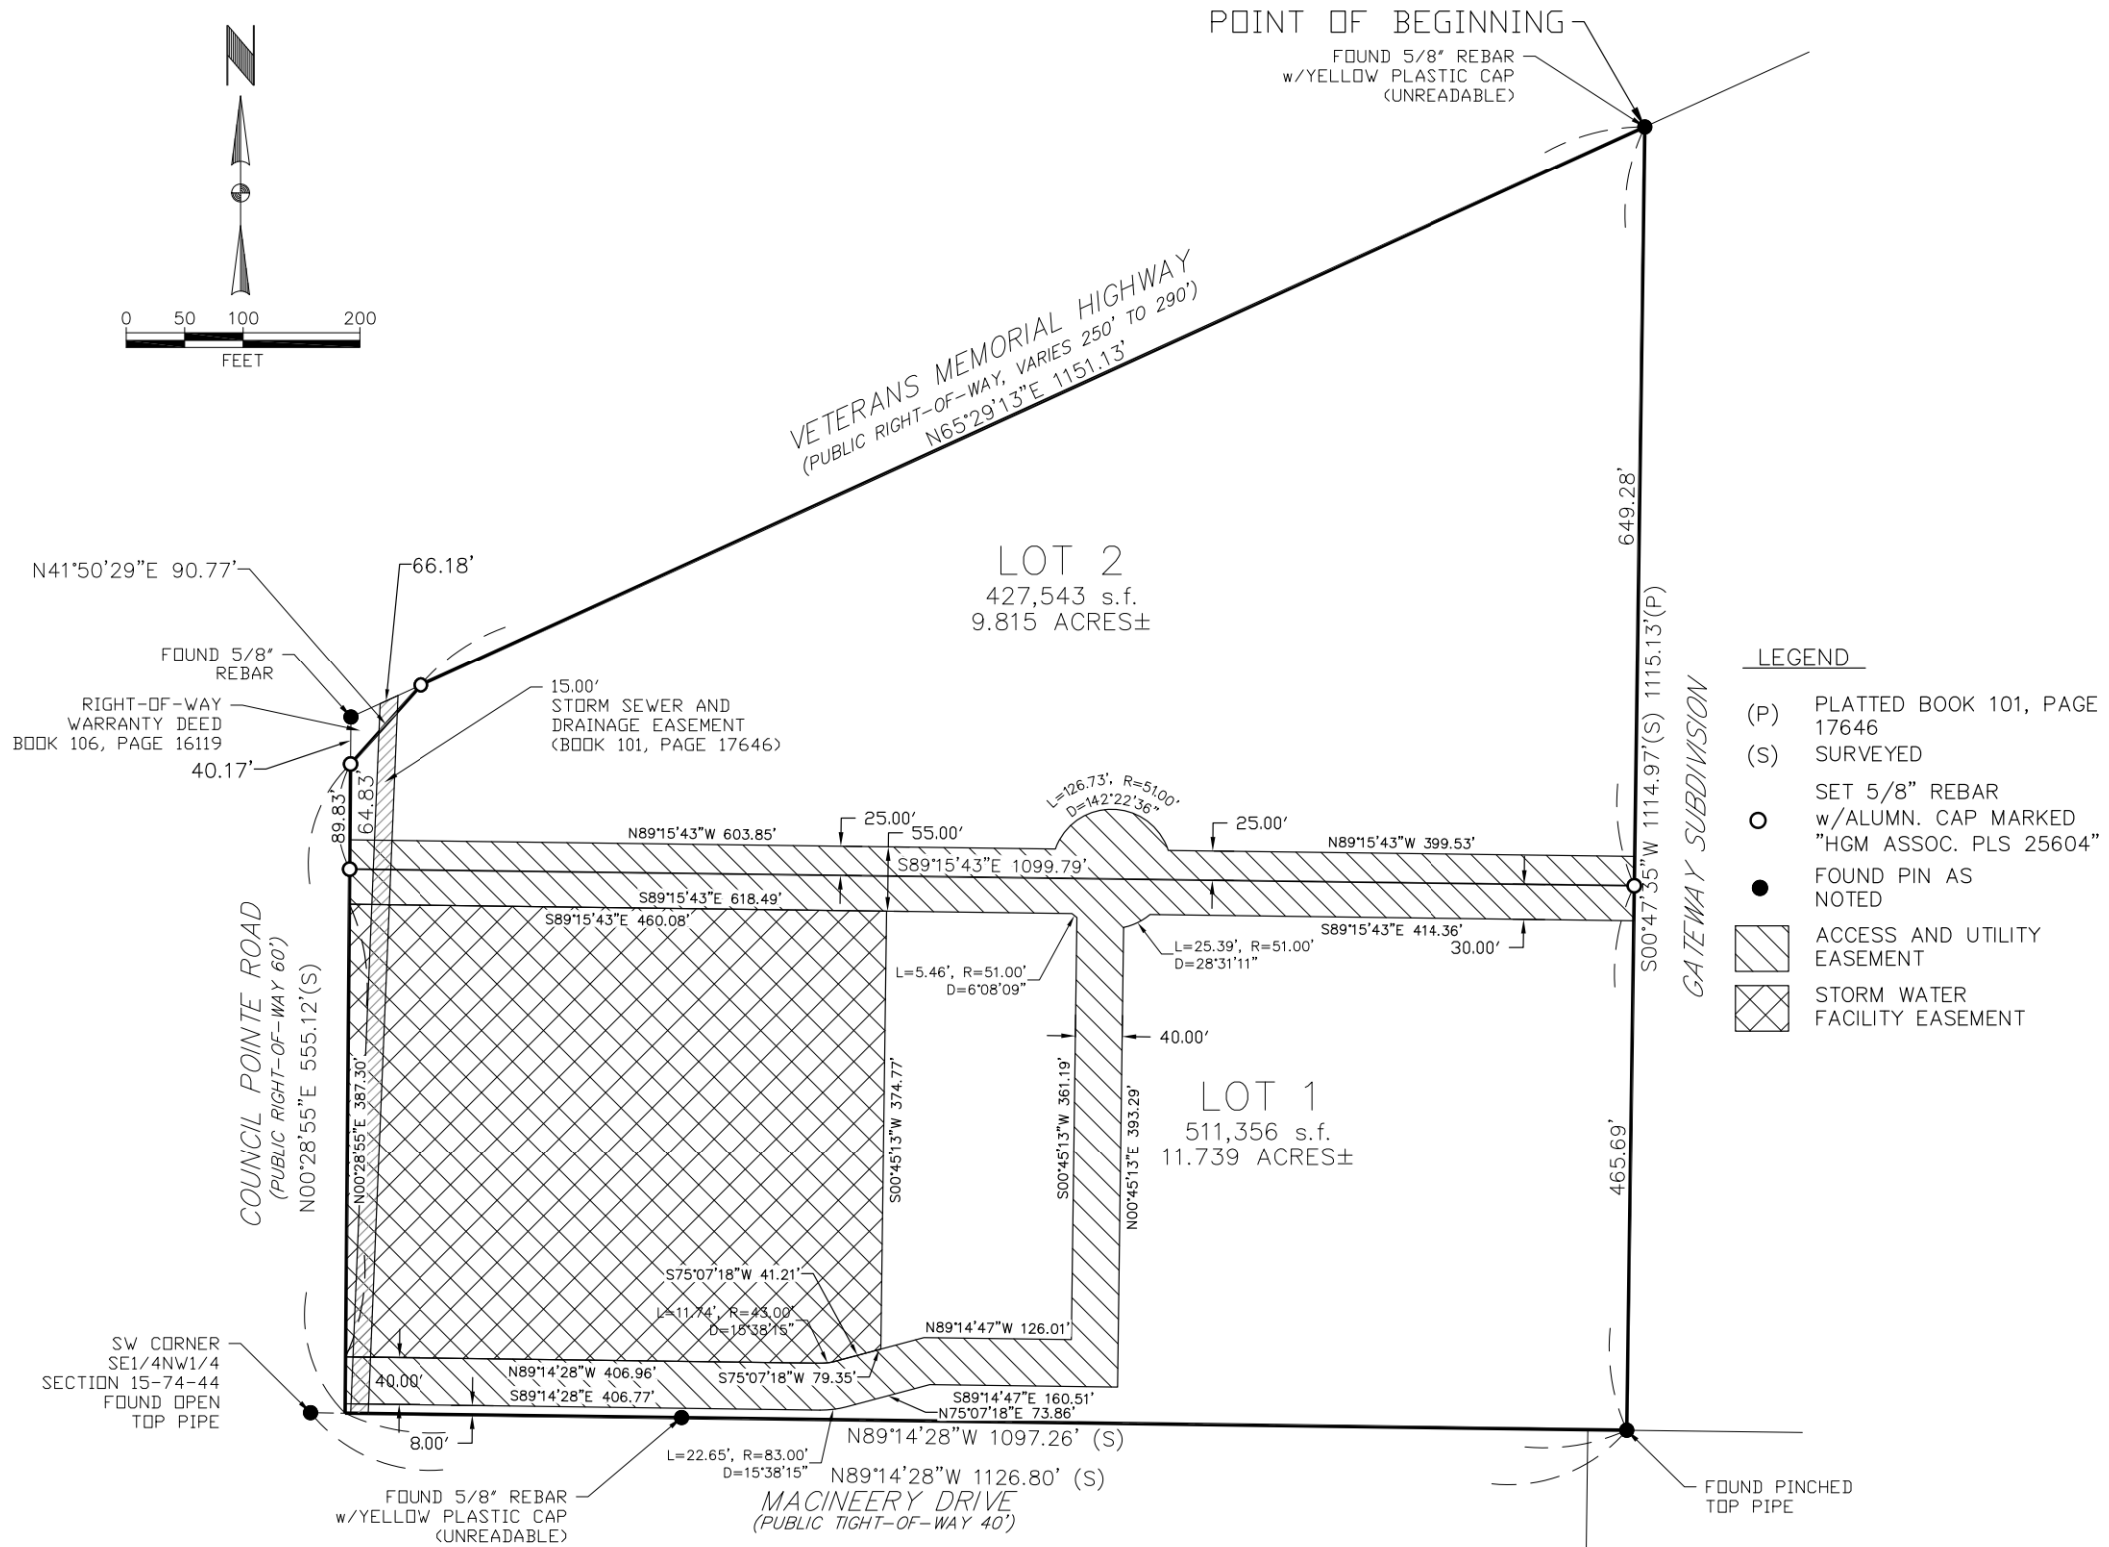 POINT OF BEGINNING
FOUND 5/8" REBAR
w/YELLOW PLASTIC CAP
(UNREADABLE)
N
0 50 100 200
FEET
VETERANS MEMORIAL HIGHWAY
(PUBLIC RIGHT-OF-WAY, VARIES 250' TO 290')
N65°29'13"E 1151.13'
649.28'
S00°47'35"W 1114.97'(S) 1115.13'(P)
GATEWAY SUBDIVISION
465.69'
LOT 2
427,543 s.f.
9.815 ACRES±
N41°50'29"E 90.77'
66.18'
FOUND 5/8"
REBAR
RIGHT-OF-WAY
WARRANTY DEED
BOOK 106, PAGE 16119
40.17'
15.00'
STORM SEWER AND
DRAINAGE EASEMENT
(BOOK 101, PAGE 17646)
89.83'
64.83'
LEGEND
(P) PLATTED BOOK 101, PAGE
17646
(S) SURVEYED
SET 5/8" REBAR
w/ALUMN. CAP MARKED
"HGM ASSOC. PLS 25604"
FOUND PIN AS
NOTED
ACCESS AND UTILITY
EASEMENT
STORM WATER
FACILITY EASEMENT
L=126.73', R=51.00'
D=142°22'36"
N89°15'43"W 603.85'
25.00'
55.00'
25.00'
N89°15'43"W 399.53'
S89°15'43"E 1099.79'
S89°15'43"E 618.49'
S89°15'43"E 460.08'
S89°15'43"E 414.36'
30.00'
L=25.39', R=51.00'
D=28°31'11"
L=5.46', R=51.00'
D=6°08'09"
40.00'
COUNCIL POINTE ROAD
(PUBLIC RIGHT-OF-WAY 60')
N00°28'55"E 555.12'(S)
N00°28'55"E 387.30'
S00°45'13"W 374.77'
S00°45'13"W 361.19'
N00°45'13"E 393.29'
LOT 1
511,356 s.f.
11.739 ACRES±
S75°07'18"W 41.21'
L=11.74', R=43.00'
D=15°38'15"
N89°14'47"W 126.01'
SW CORNER
SE1/4NW1/4
SECTION 15-74-44
FOUND OPEN
TOP PIPE
40.00'
N89°14'28"W 406.96'
S75°07'18"W 79.35'
S89°14'28"E 406.77'
S89°14'47"E 160.51'
N75°07'18"E 73.86'
8.00'
N89°14'28"W 1097.26' (S)
L=22.65', R=83.00'
D=15°38'15"
N89°14'28"W 1126.80' (S)
MACINEERY DRIVE
(PUBLIC TIGHT-OF-WAY 40')
FOUND 5/8" REBAR
w/YELLOW PLASTIC CAP
(UNREADABLE)
FOUND PINCHED
TOP PIPE